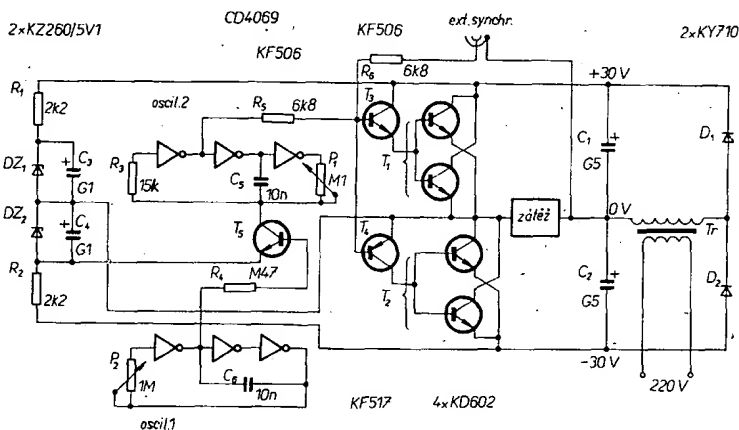 2×KZ260/5V1
CD4069
KF506
KF506
ext. synchr.
2×KY710
R1
2k2
oscil.2
R5
6k8
R6
6k8
T3
+30 V
DZ1
C3
G1
R3
15k
C5
10n
P1
M1
T1
C1
G5
D1
DZ2
C4
G1
T5
T4
zátěž
0 V
Tr
R2
2k2
R4
M47
T2
C2
G5
D2
P2
1M
C6
10n
-30 V
220 V
oscil.1
KF517
4×KD602